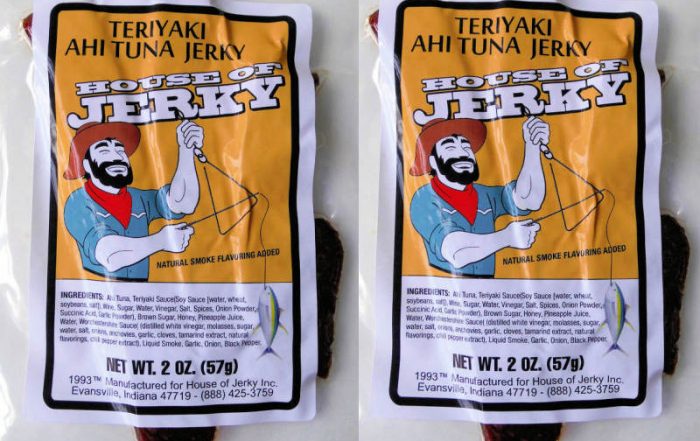 TERIYAKI
AHI TUNA JERKY
HOUSE OF
JERKY
NATURAL SMOKE FLAVORING ADDED
INGREDIENTS: Ahi Tuna, Teriyaki Sauce(Soy Sauce [water, wheat,
soybeans, salt], Wine, Sugar, Water, Vinegar, Salt, Spices, Onion Powder,
Succinic Acid, Garlic Powder), Brown Sugar, Honey, Pineapple Juice,
Water, Worchestershire Sauce( distilled white vinegar, molasses, sugar,
water, salt, onions, anchovies, garlic, cloves, tamarind extract, natural
flavorings, chili pepper extract), Liquid Smoke, Garlic, Onion, Black Pepper,
NET WT. 2 OZ. (57g)
1993™ Manufactured for House of Jerky Inc.
Evansville, Indiana 47719 - (888) 425-3759
TERIYAKI
AHI TUNA JERKY
HOUSE OF
JERKY
NATURAL SMOKE FLAVORING ADDED
INGREDIENTS: Ahi Tuna, Teriyaki Sauce(Soy Sauce [water, wheat,
soybeans, salt], Wine, Sugar, Water, Vinegar, Salt, Spices, Onion Powder,
Succinic Acid, Garlic Powder), Brown Sugar, Honey, Pineapple Juice,
Water, Worchestershire Sauce( distilled white vinegar, molasses, sugar,
water, salt, onions, anchovies, garlic, cloves, tamarind extract, natural
flavorings, chili pepper extract), Liquid Smoke, Garlic, Onion, Black Pepper,
NET WT. 2 OZ. (57g)
1993™ Manufactured for House of Jerky Inc.
Evansville, Indiana 47719 - (888) 425-3759